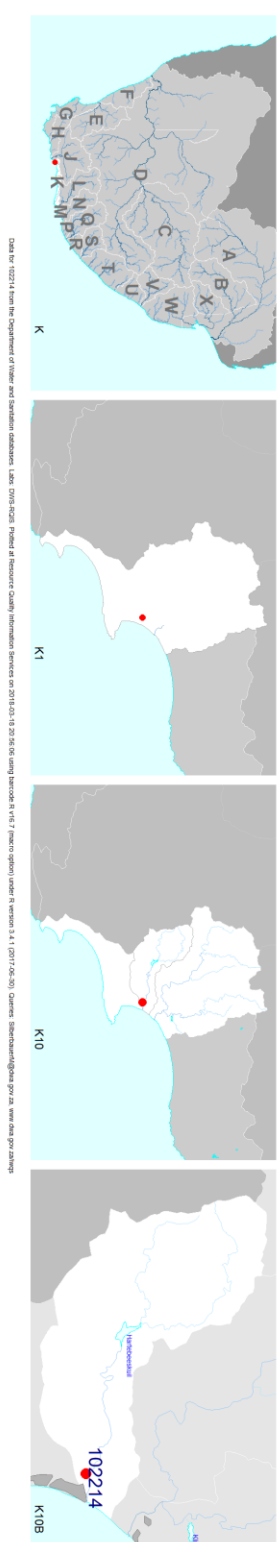 A
B
C
D
E
F
G
H
J
K
L
M
N
P
Q
R
S
T
U
V
W
X
K
K1
K10
Hartebeeskuil
102214
K10B
Data for 102214 from the Department of Water and Sanitation databases. Labs: DWS-RQIS. Plotted at Resource Quality Information Services on 2018-03-18 20:56:06 using barcode.R v16.7 (macro option) under R version 3.4.1 (2017-06-30). Queries: SilberbauerM@dwa.gov.za, www.dwa.gov.za/iwqs